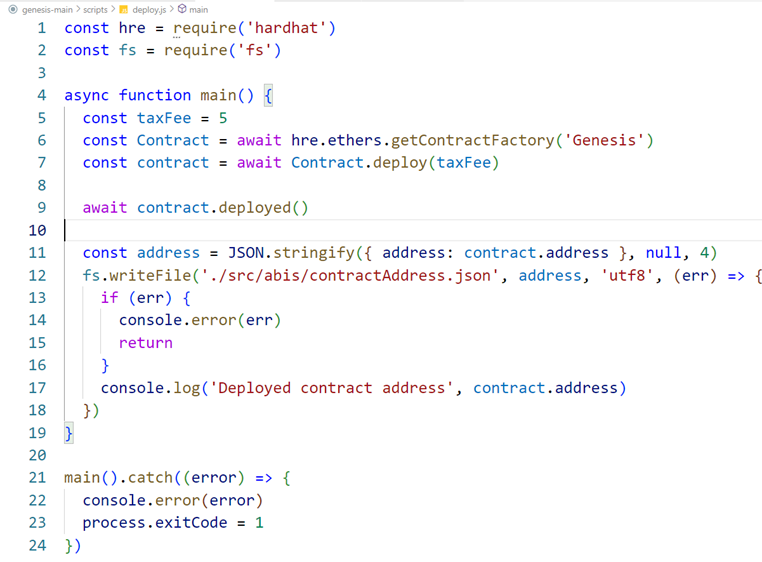 genesis-main > scripts > deploy.js > main
1 const hre = require('hardhat')
2 const fs = require('fs')
3
4 async function main() {
5   const taxFee = 5
6   const Contract = await hre.ethers.getContractFactory('Genesis')
7   const contract = await Contract.deploy(taxFee)
8
9   await contract.deployed()
10
11   const address = JSON.stringify({ address: contract.address }, null, 4)
12   fs.writeFile('./src/abis/contractAddress.json', address, 'utf8', (err) => {
13     if (err) {
14       console.error(err)
15       return
16     }
17     console.log('Deployed contract address', contract.address)
18   })
19 }
20
21 main().catch((error) => {
22   console.error(error)
23   process.exitCode = 1
24 })